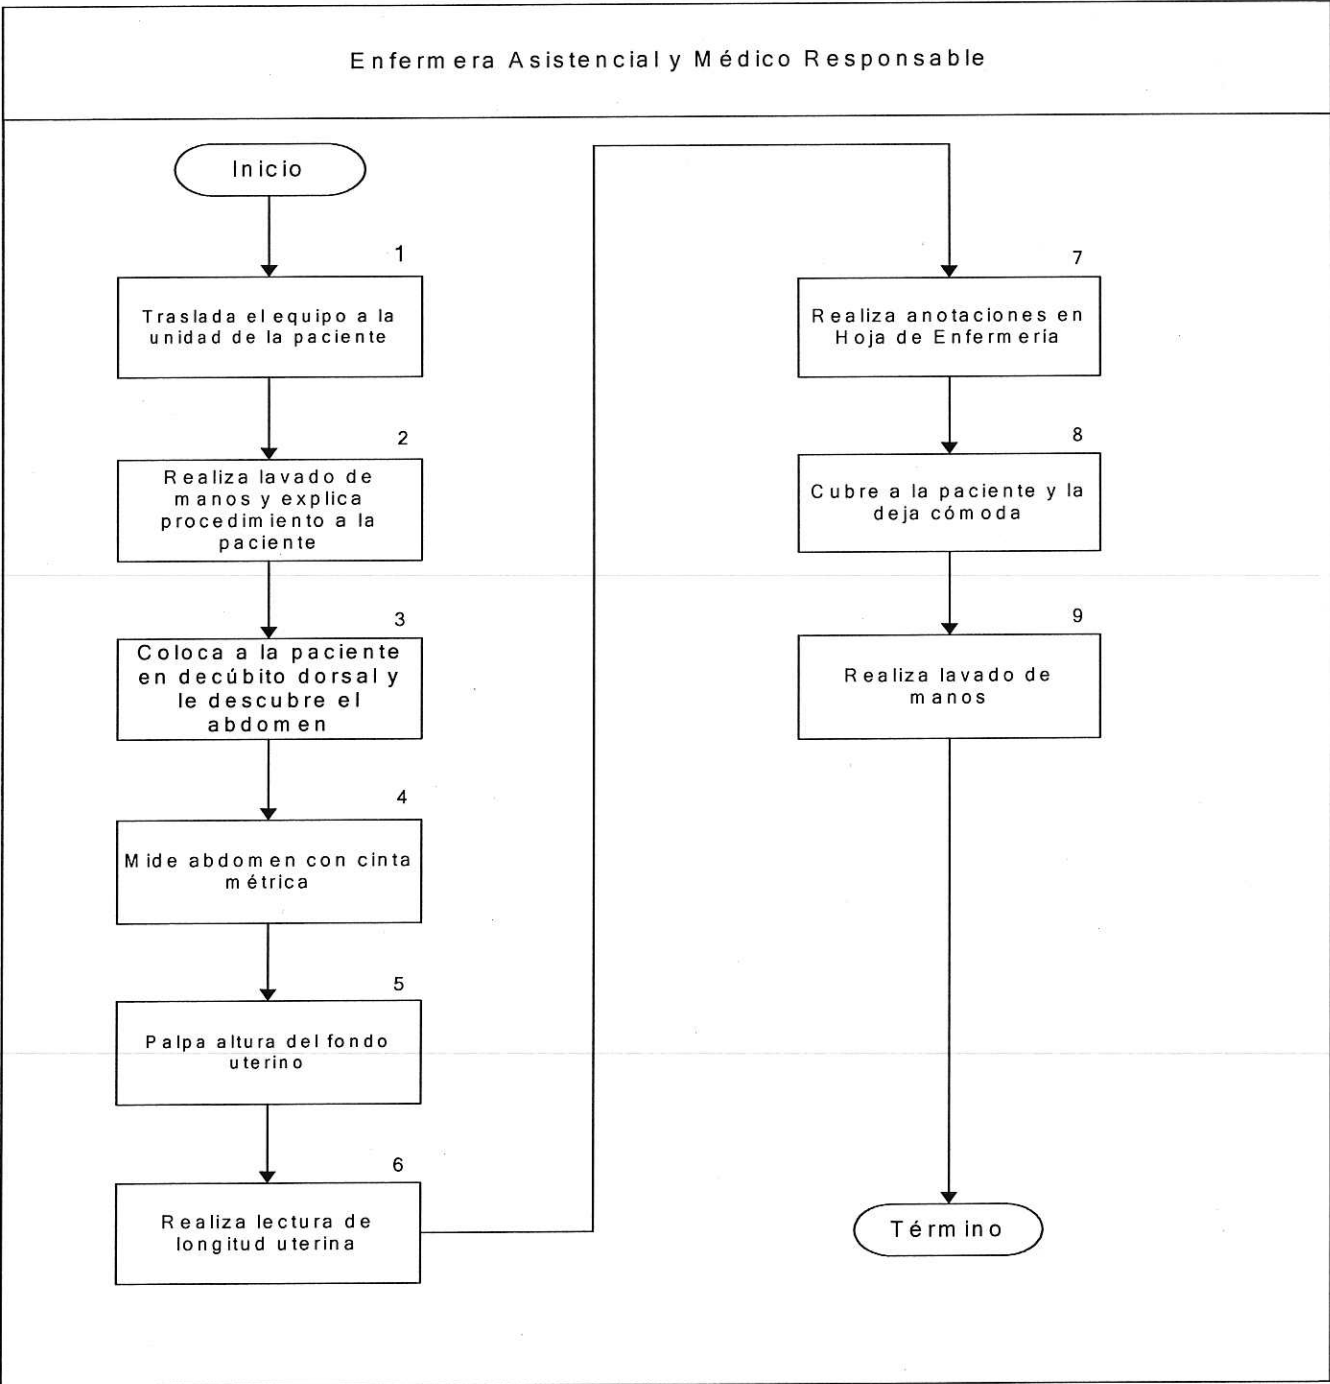 Enfermera Asistencial y Médico Responsable
Inicio
1
Traslada el equipo a la
unidad de la paciente
2
Realiza lavado de
manos y explica
procedimiento a la
paciente
3
Coloca a la paciente
en decúbito dorsal y
le descubre el
abdomen
4
Mide abdomen con cinta
métrica
5
Palpa altura del fondo
uterino
6
Realiza lectura de
longitud uterina
7
Realiza anotaciones en
Hoja de Enfermería
8
Cubre a la paciente y la
deja cómoda
9
Realiza lavado de
manos
Término